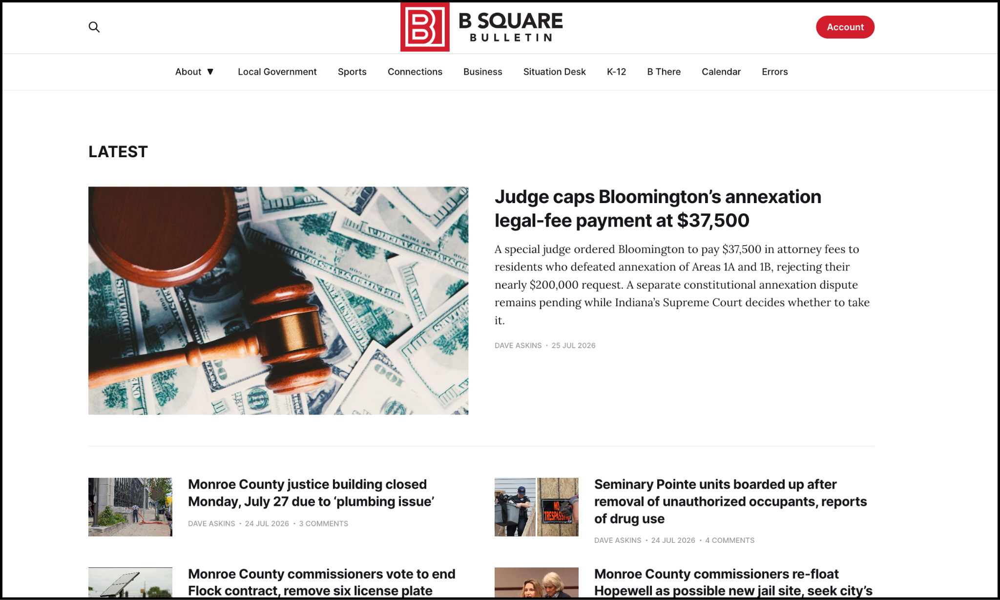 B SQUARE
BULLETIN
Account
About ▼ Local Government Sports Connections Business Situation Desk K-12 B There Calendar Errors
LATEST
Judge caps Bloomington’s annexation
legal-fee payment at $37,500
A special judge ordered Bloomington to pay $37,500 in attorney fees to
residents who defeated annexation of Areas 1A and 1B, rejecting their
nearly $200,000 request. A separate constitutional annexation dispute
remains pending while Indiana’s Supreme Court decides whether to take
it.
DAVE ASKINS • 25 JUL 2026
Monroe County justice building closed
Monday, July 27 due to ‘plumbing issue’
DAVE ASKINS • 24 JUL 2026 • 3 COMMENTS
NO
TRESPASSING
Seminary Pointe units boarded up after
removal of unauthorized occupants, reports
of drug use
DAVE ASKINS • 24 JUL 2026 • 4 COMMENTS
Monroe County commissioners vote to end
Flock contract, remove six license plate
Monroe County commissioners re-float
Hopewell as possible new jail site, seek city’s